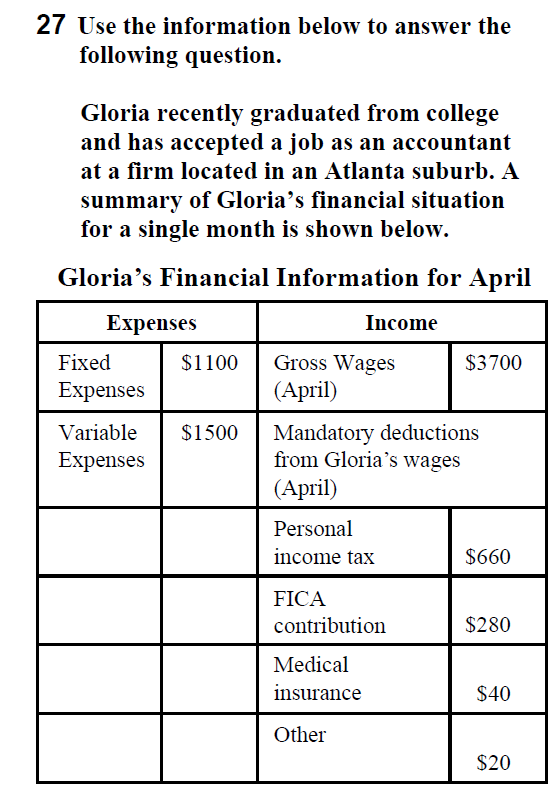 27 Use the information below to answer the
following question.
Gloria recently graduated from college
and has accepted a job as an accountant
at a firm located in an Atlanta suburb. A
summary of Gloria's financial situation
for a single month is shown below.
Gloria's Financial Information for April
Expenses Income
Fixed Expenses $1100 Gross Wages (April) $3700
Variable Expenses $1500 Mandatory deductions from Gloria's wages (April)
Personal income tax $660
FICA contribution $280
Medical insurance $40
Other $20